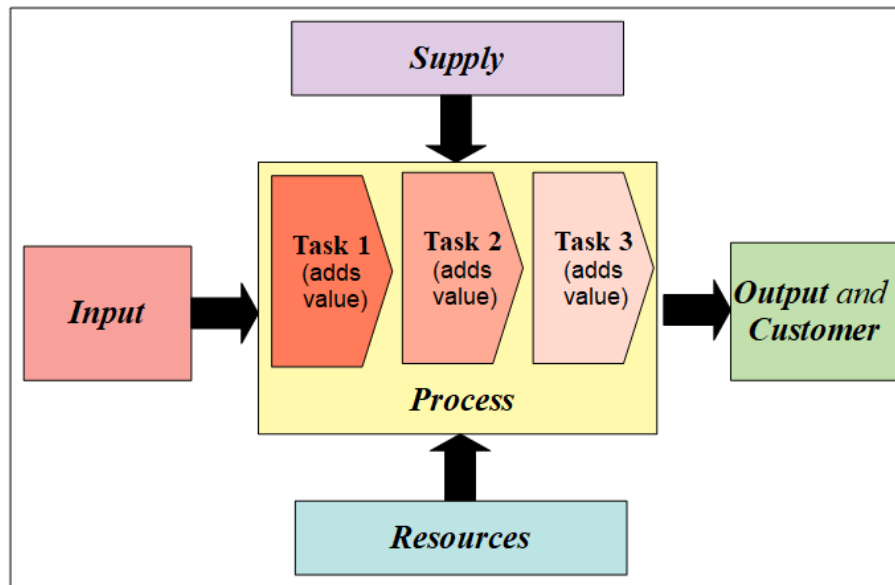 Supply
Task 1
(adds
value)
Task 2
(adds
value)
Task 3
(adds
value)
Input
Output and
Customer
Process
Resources